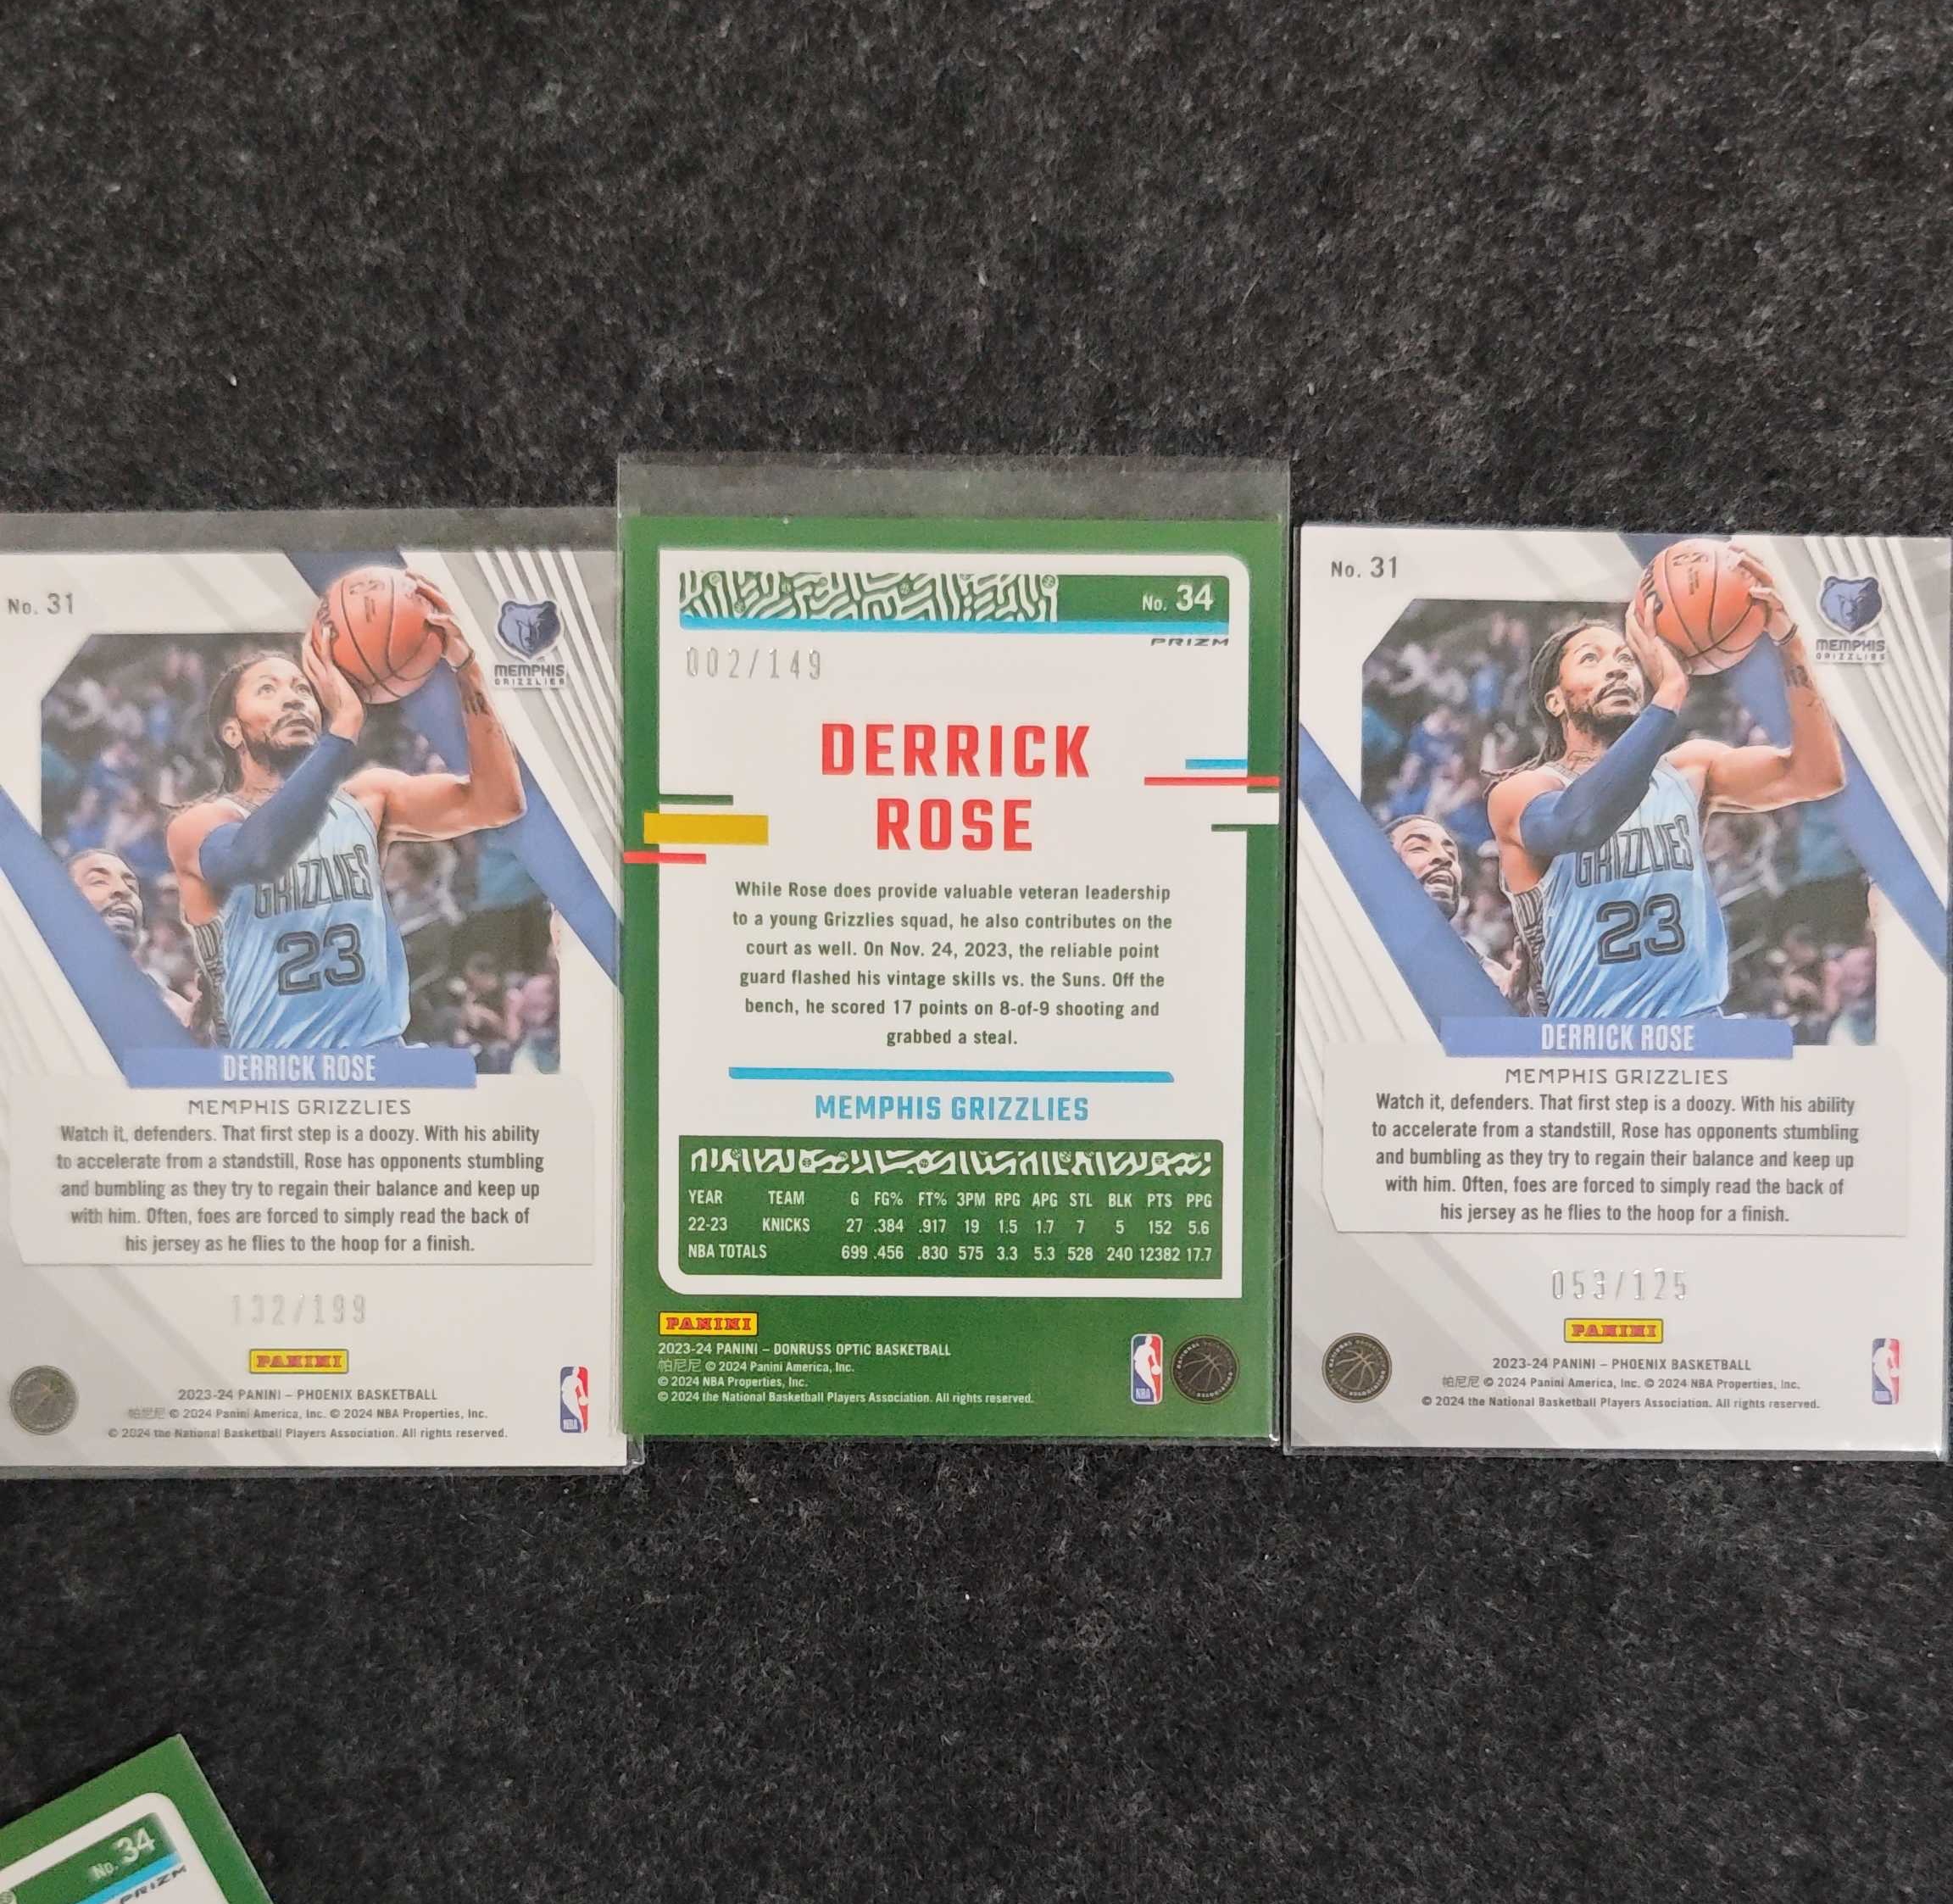 No. 31
MEMPHIS
GRIZZLIES
GRIZZLIES
23
DERRICK ROSE
MEMPHIS GRIZZLIES
Watch it, defenders. That first step is a doozy. With his ability
to accelerate from a standstill, Rose has opponents stumbling
and bumbling as they try to regain their balance and keep up
with him. Often, foes are forced to simply read the back of
his jersey as he flies to the hoop for a finish.
132/199
PANINI
2023-24 PANINI – PHOENIX BASKETBALL
帕尼尼 © 2024 Panini America, Inc. © 2024 NBA Properties, Inc.
© 2024 the National Basketball Players Association. All rights reserved.
NBA
No. 34
PRIZM
002/149
DERRICK
ROSE
While Rose does provide valuable veteran leadership
to a young Grizzlies squad, he also contributes on the
court as well. On Nov. 24, 2023, the reliable point
guard flashed his vintage skills vs. the Suns. Off the
bench, he scored 17 points on 8-of-9 shooting and
grabbed a steal.
MEMPHIS GRIZZLIES
YEAR TEAM G FG% FT% 3PM RPG APG STL BLK PTS PPG
22-23 KNICKS 27 .384 .917 19 1.5 1.7 7 5 152 5.6
NBA TOTALS 699 .456 .830 575 3.3 5.3 528 240 12382 17.7
PANINI
2023-24 PANINI – DONRUSS OPTIC BASKETBALL
帕尼尼 © 2024 Panini America, Inc.
© 2024 NBA Properties, Inc.
© 2024 the National Basketball Players Association. All rights reserved.
NBA
No. 31
MEMPHIS
GRIZZLIES
GRIZZLIES
23
DERRICK ROSE
MEMPHIS GRIZZLIES
Watch it, defenders. That first step is a doozy. With his ability
to accelerate from a standstill, Rose has opponents stumbling
and bumbling as they try to regain their balance and keep up
with him. Often, foes are forced to simply read the back of
his jersey as he flies to the hoop for a finish.
053/125
PANINI
2023-24 PANINI – PHOENIX BASKETBALL
帕尼尼 © 2024 Panini America, Inc. © 2024 NBA Properties, Inc.
© 2024 the National Basketball Players Association. All rights reserved.
NBA
No. 34
PRIZM